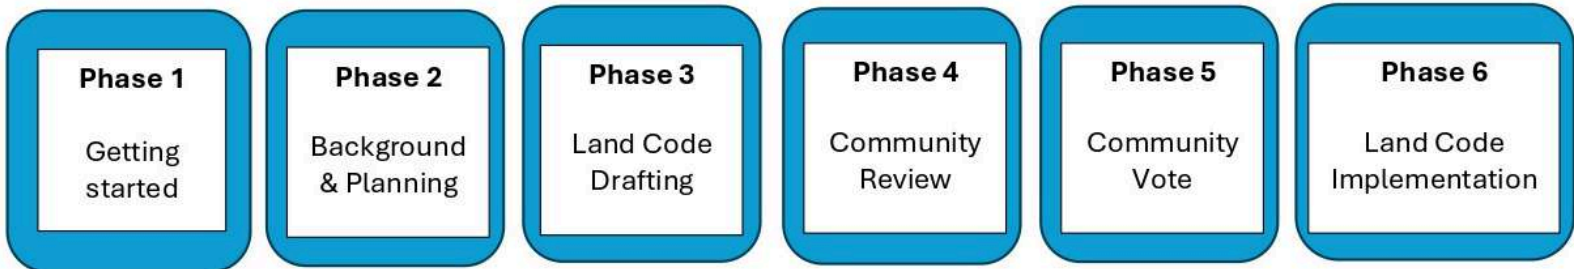 Phase 1
Getting
started
Phase 2
Background
& Planning
Phase 3
Land Code
Drafting
Phase 4
Community
Review
Phase 5
Community
Vote
Phase 6
Land Code
Implementation